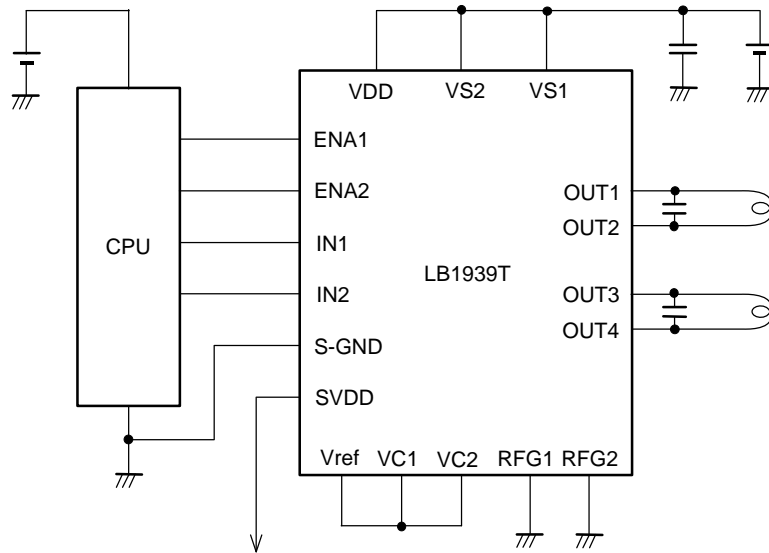 VDD VS2 VS1
ENA1
ENA2
OUT1
CPU
IN1
OUT2
LB1939T
IN2
OUT3
S-GND
OUT4
SVDD
Vref VC1 VC2 RFG1 RFG2